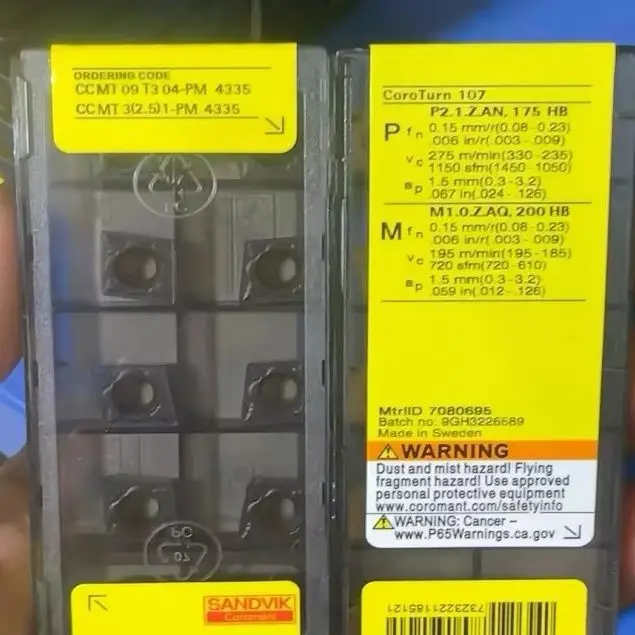 ORDERING CODE
CCMT 09 T3 04-PM 4335
CCMT 3(2.5)1-PM 4335
PC
PC
07
SANDVIK
Coromant
CoroTurn 107
P2.1.Z.AN, 175 HB
P fn 0.15 mm/r(0.08-0.23)
.006 in/r(.003-.009)
vc 275 m/min(330-235)
1150 sfm(1450-1050)
ap 1.5 mm(0.3-3.2)
.067 in(.024-.126)
M1.0.Z.AQ, 200 HB
M fn 0.15 mm/r(0.08-0.23)
.006 in/r(.003-.009)
vc 195 m/min(195-185)
720 sfm(720-610)
ap 1.5 mm(0.3-3.2)
.059 in(.012-.126)
MtrlID 7080695
Batch no. 9GH3226589
Made in Sweden
WARNING
Dust and mist hazard! Flying
fragment hazard! Use approved
personal protective equipment
www.coromant.com/safetyinfo
WARNING: Cancer –
www.P65Warnings.ca.gov
7323221185121